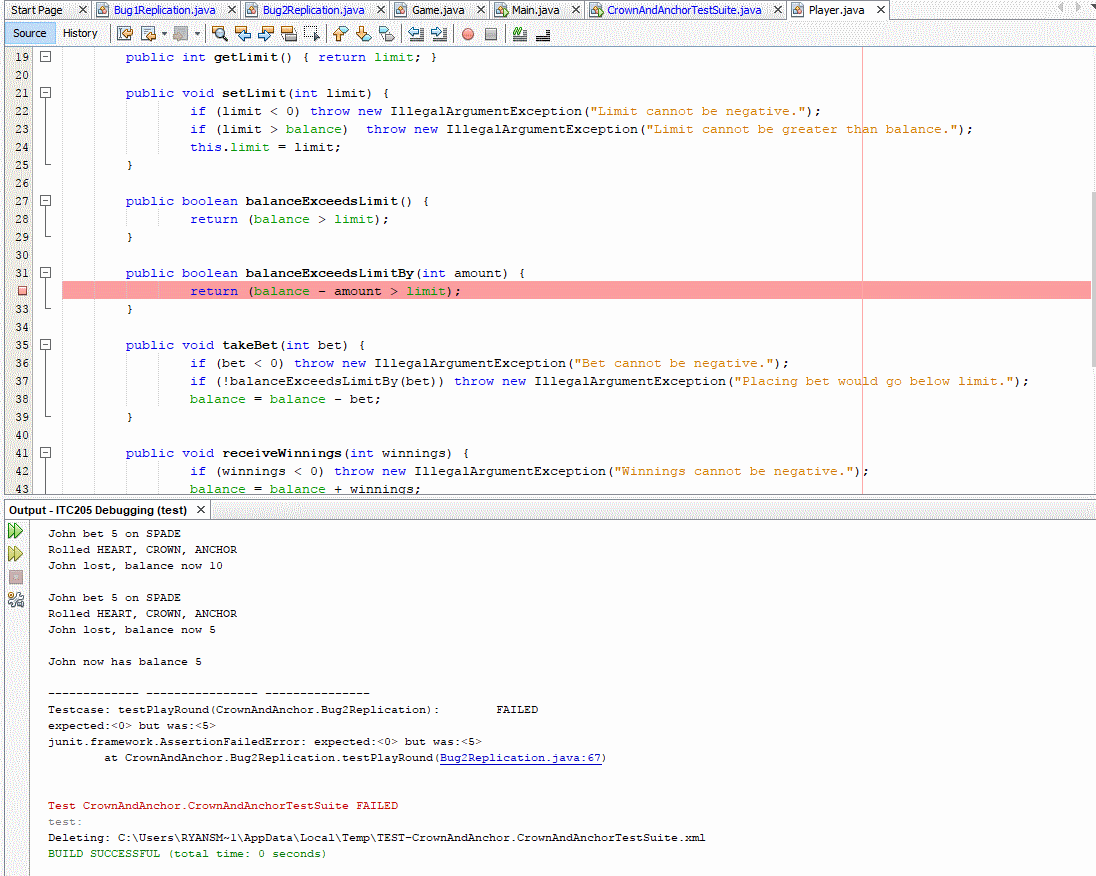 Start Page Bug1Replication.java Bug2Replication.java Game.java Main.java CrownAndAnchorTestSuite.java Player.java
Source History
19 public int getLimit() { return limit; }
20
21 public void setLimit(int limit) {
22 if (limit < 0) throw new IllegalArgumentException("Limit cannot be negative.");
23 if (limit > balance)  throw new IllegalArgumentException("Limit cannot be greater than balance.");
24 this.limit = limit;
25 }
26
27 public boolean balanceExceedsLimit() {
28 return (balance > limit);
29 }
30
31 public boolean balanceExceedsLimitBy(int amount) {
return (balance - amount > limit);
33 }
34
35 public void takeBet(int bet) {
36 if (bet < 0) throw new IllegalArgumentException("Bet cannot be negative.");
37 if (!balanceExceedsLimitBy(bet)) throw new IllegalArgumentException("Placing bet would go below limit.");
38 balance = balance - bet;
39 }
40
41 public void receiveWinnings(int winnings) {
42 if (winnings < 0) throw new IllegalArgumentException("Winnings cannot be negative.");
43 balance = balance + winnings;
Output - ITC205 Debugging (test)
John bet 5 on SPADE
Rolled HEART, CROWN, ANCHOR
John lost, balance now 10
John bet 5 on SPADE
Rolled HEART, CROWN, ANCHOR
John lost, balance now 5
John now has balance 5
------------- ---------------- ---------------
Testcase: testPlayRound(CrownAndAnchor.Bug2Replication): FAILED
expected:<0> but was:<5>
junit.framework.AssertionFailedError: expected:<0> but was:<5>
at CrownAndAnchor.Bug2Replication.testPlayRound(Bug2Replication.java:67)
Test CrownAndAnchor.CrownAndAnchorTestSuite FAILED
test:
Deleting: C:\Users\RYANSM~1\AppData\Local\Temp\TEST-CrownAndAnchor.CrownAndAnchorTestSuite.xml
BUILD SUCCESSFUL (total time: 0 seconds)